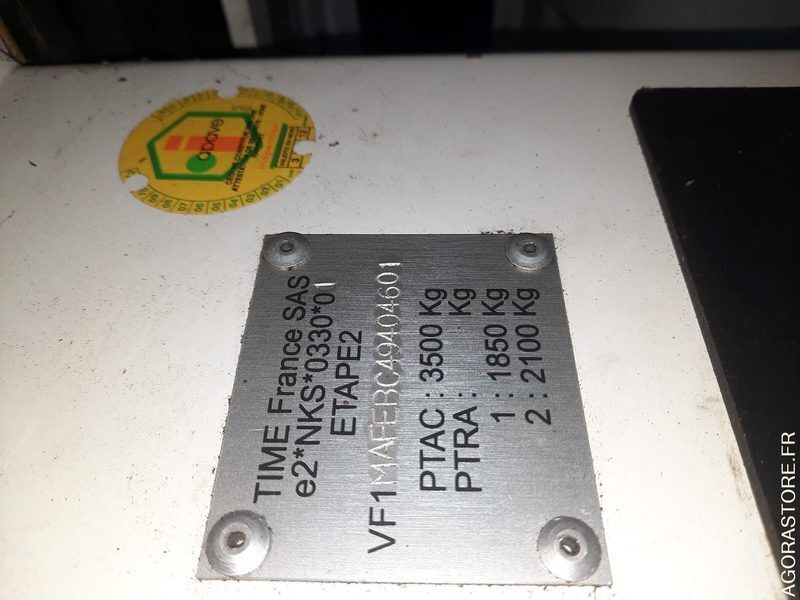 TIME France SAS
e2*NKS*0330*01
ETAPE2
VF1MAFEBC49404601
PTAC : 3500 Kg
PTRA : Kg
1 : 1850 Kg
2 : 2100 Kg
apave
AGORASTORE.FR